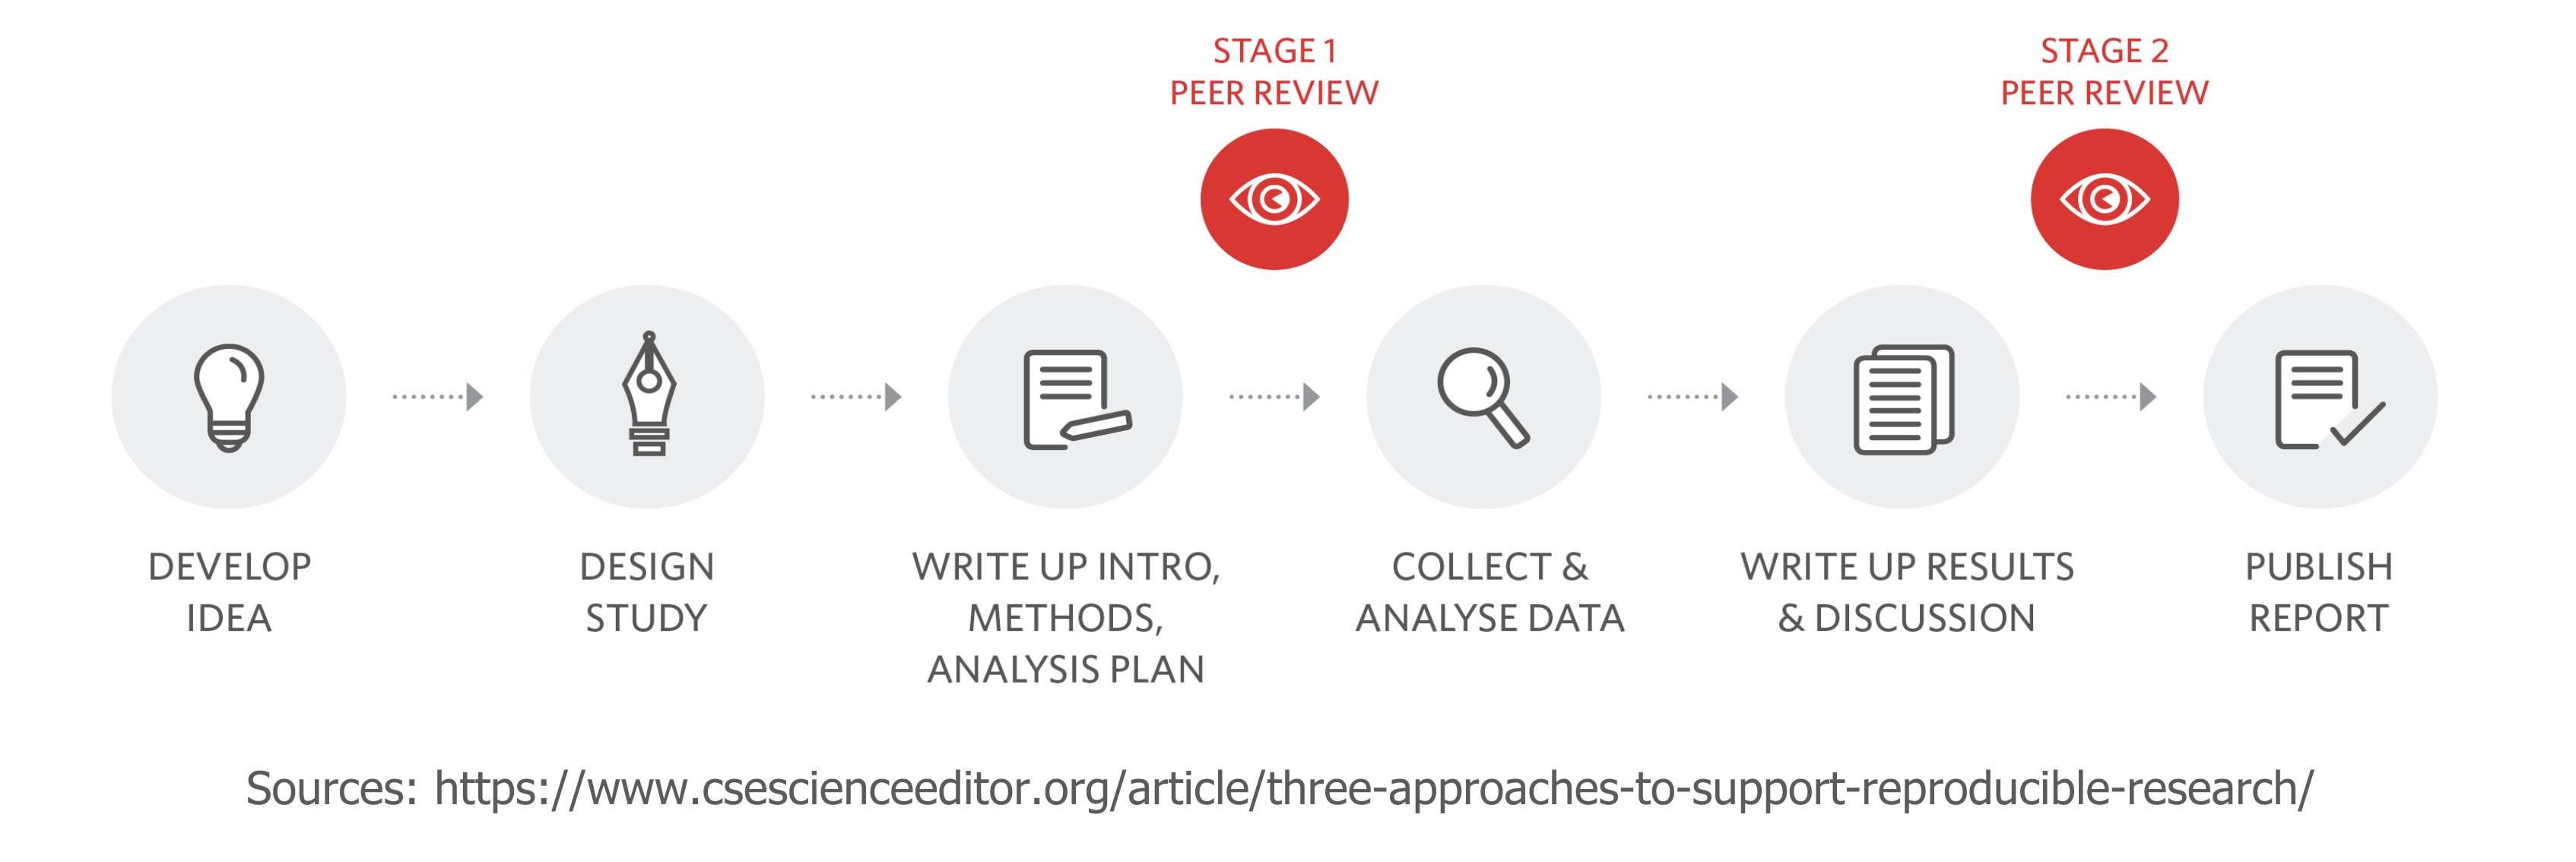 STAGE 1
PEER REVIEW
STAGE 2
PEER REVIEW
DEVELOP
IDEA
DESIGN
STUDY
WRITE UP INTRO,
METHODS,
ANALYSIS PLAN
COLLECT &
ANALYSE DATA
WRITE UP RESULTS
& DISCUSSION
PUBLISH
REPORT
Sources: https://www.csescienceeditor.org/article/three-approaches-to-support-reproducible-research/